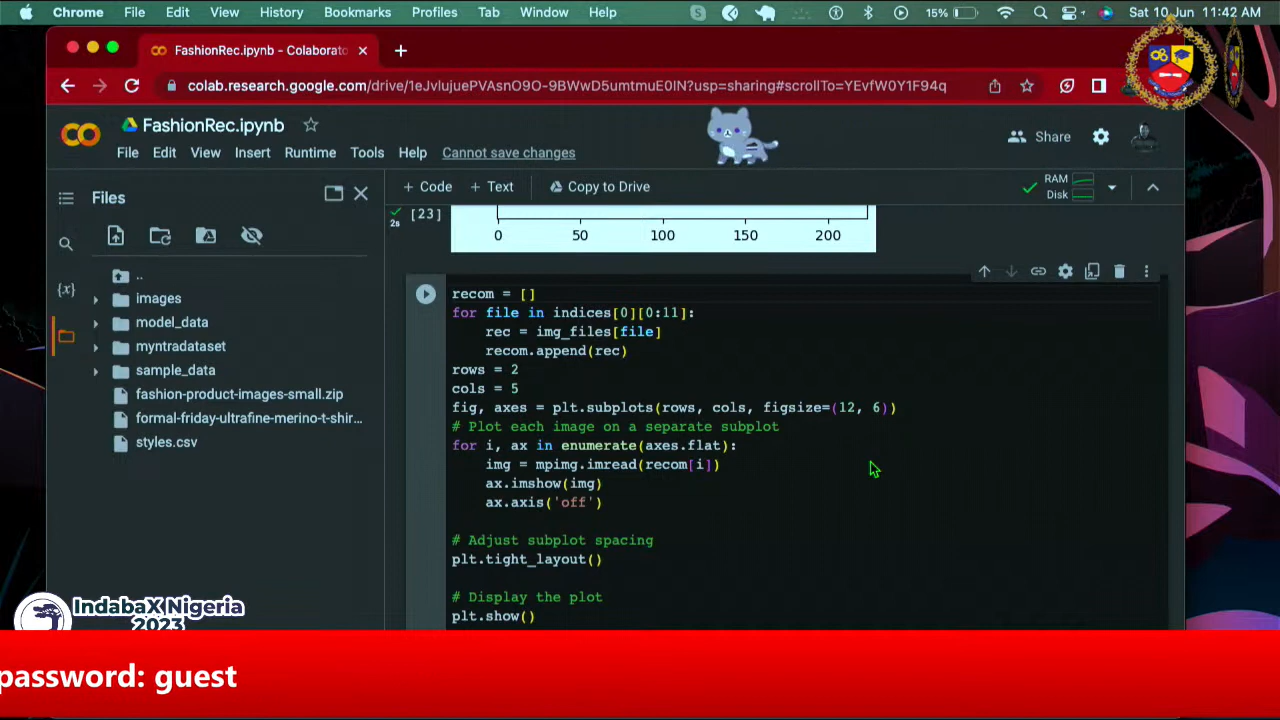 Chrome File Edit View History Bookmarks Profiles Tab Window Help 15% Sat 10 Jun 11:42 AM
FashionRec.ipynb - Colaborato
colab.research.google.com/drive/1eJvlujuePVAsnO9O-9BWwD5umtmuE0lN?usp=sharing#scrollTo=YEvfW0Y1F94q
FashionRec.ipynb
File Edit View Insert Runtime Tools Help Cannot save changes
Share
Files
+ Code + Text Copy to Drive
RAM
Disk
..
images
model_data
myntradataset
sample_data
fashion-product-images-small.zip
formal-friday-ultrafine-merino-t-shir...
styles.csv
{x}
[23]
2s
0 50 100 150 200
recom = []
for file in indices[0][0:11]:
rec = img_files[file]
recom.append(rec)
rows = 2
cols = 5
fig, axes = plt.subplots(rows, cols, figsize=(12, 6))
# Plot each image on a separate subplot
for i, ax in enumerate(axes.flat):
img = mpimg.imread(recom[i])
ax.imshow(img)
ax.axis('off')
# Adjust subplot spacing
plt.tight_layout()
# Display the plot
plt.show()
IndabaX Nigeria
2023
password: guest